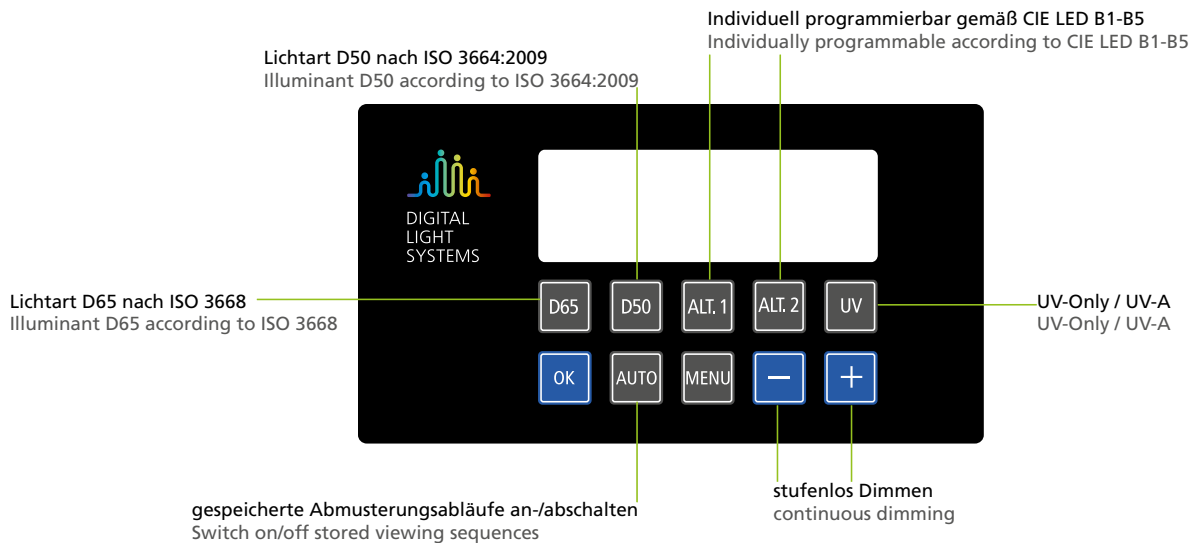 Individuell programmierbar gemäß CIE LED B1-B5
Individually programmable according to CIE LED B1-B5
Lichtart D50 nach ISO 3664:2009
Illuminant D50 according to ISO 3664:2009
DIGITAL
LIGHT
SYSTEMS
Lichtart D65 nach ISO 3668
Illuminant D65 according to ISO 3668
D65 D50 ALT. 1 ALT. 2 UV
UV-Only / UV-A
UV-Only / UV-A
OK AUTO MENU − +
gespeicherte Abmusterungsabläufe an-/abschalten
Switch on/off stored viewing sequences
stufenlos Dimmen
continuous dimming